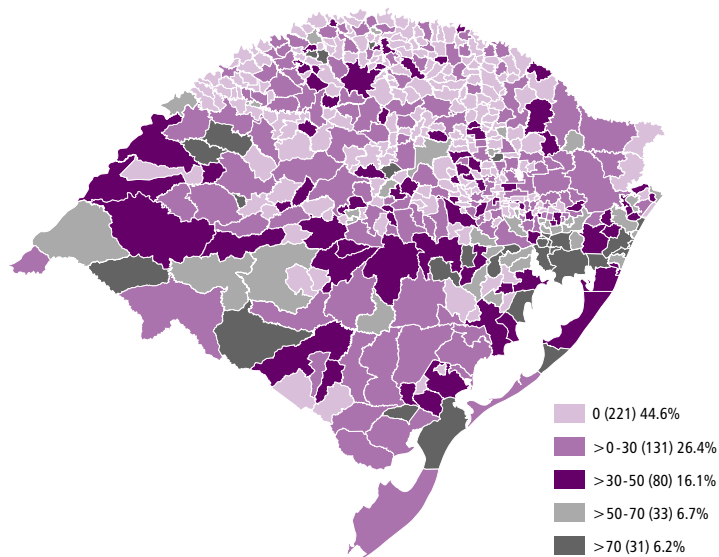 0 (221) 44.6%
>0-30 (131) 26.4%
>30-50 (80) 16.1%
>50-70 (33) 6.7%
>70 (31) 6.2%